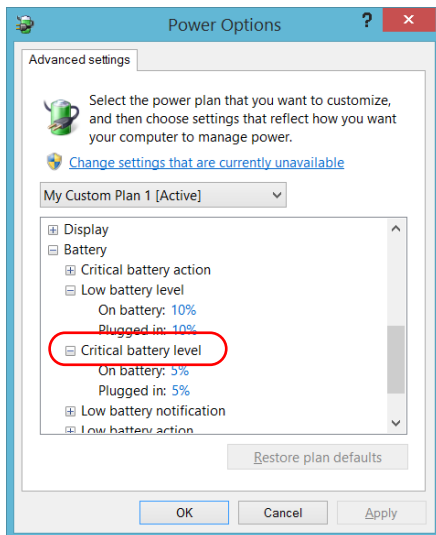 Power Options
?
Advanced settings
Select the power plan that you want to customize,
and then choose settings that reflect how you want
your computer to manage power.
Change settings that are currently unavailable
My Custom Plan 1 [Active]
Display
Battery
Critical battery action
Low battery level
On battery: 10%
Plugged in: 10%
Critical battery level
On battery: 5%
Plugged in: 5%
Low battery notification
Low battery action
Restore plan defaults
OK
Cancel
Apply